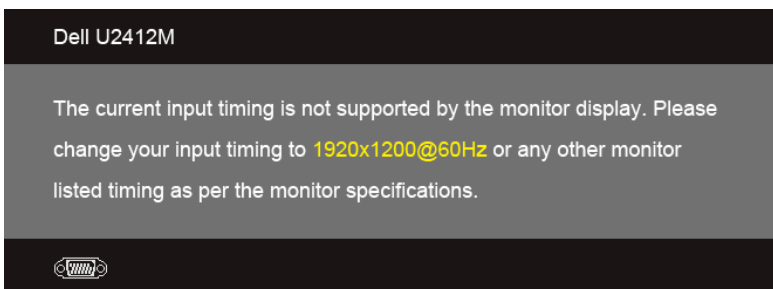 Dell U2412M
The current input timing is not supported by the monitor display. Please
change your input timing to 1920x1200@60Hz or any other monitor
listed timing as per the monitor specifications.